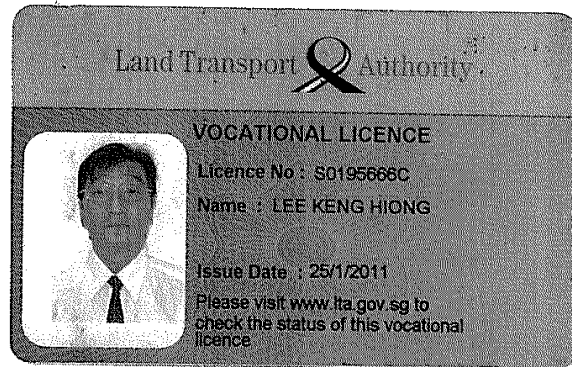 Land Transport Authority
VOCATIONAL LICENCE
Licence No : S0195666C
Name : LEE KENG HIONG
Issue Date : 25/1/2011
Please visit www.lta.gov.sg to
check the status of this vocational
licence